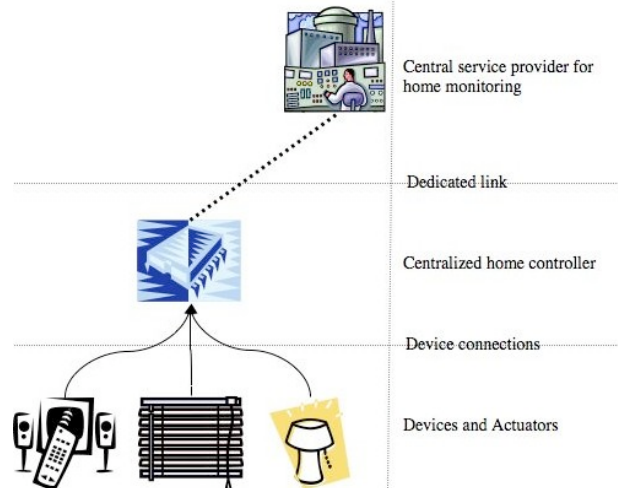 Central service provider for
home monitoring
Dedicated link
Centralized home controller
Device connections
Devices and Actuators